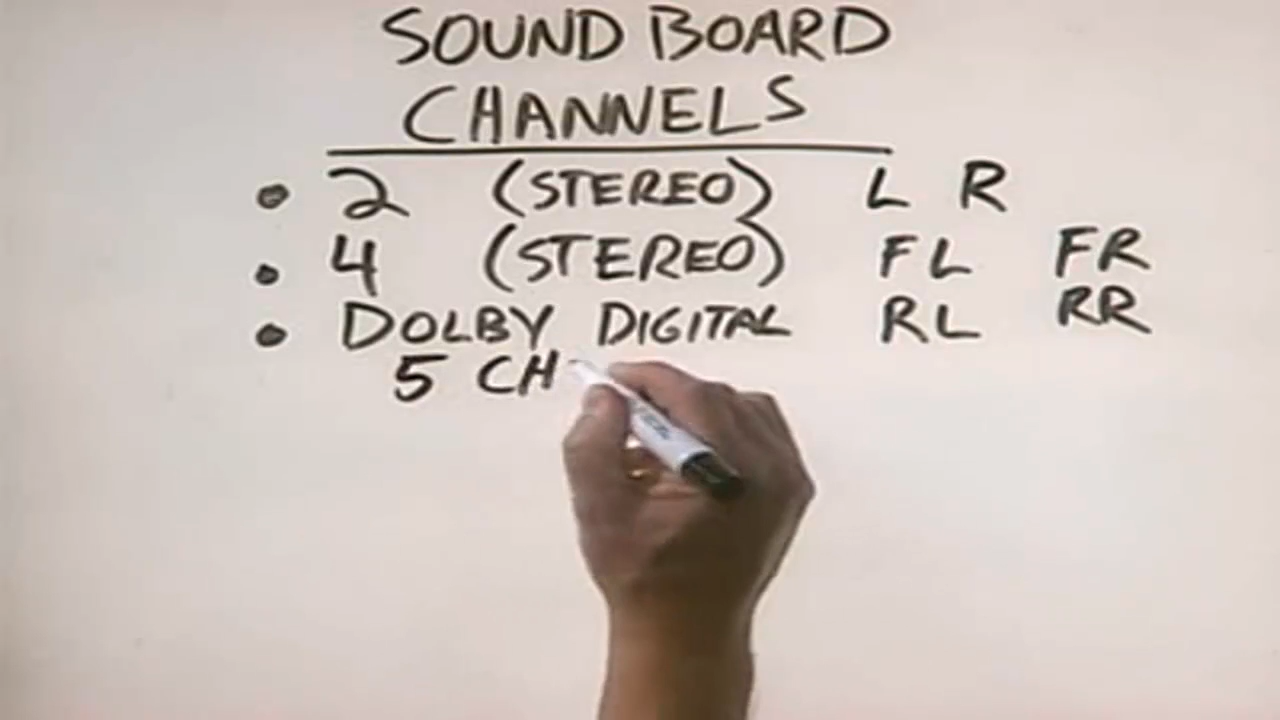 SOUND BOARD
CHANNELS
• 2 (STEREO) L R
• 4 (STEREO) FL FR
• DOLBY DIGITAL RL RR
5 CH